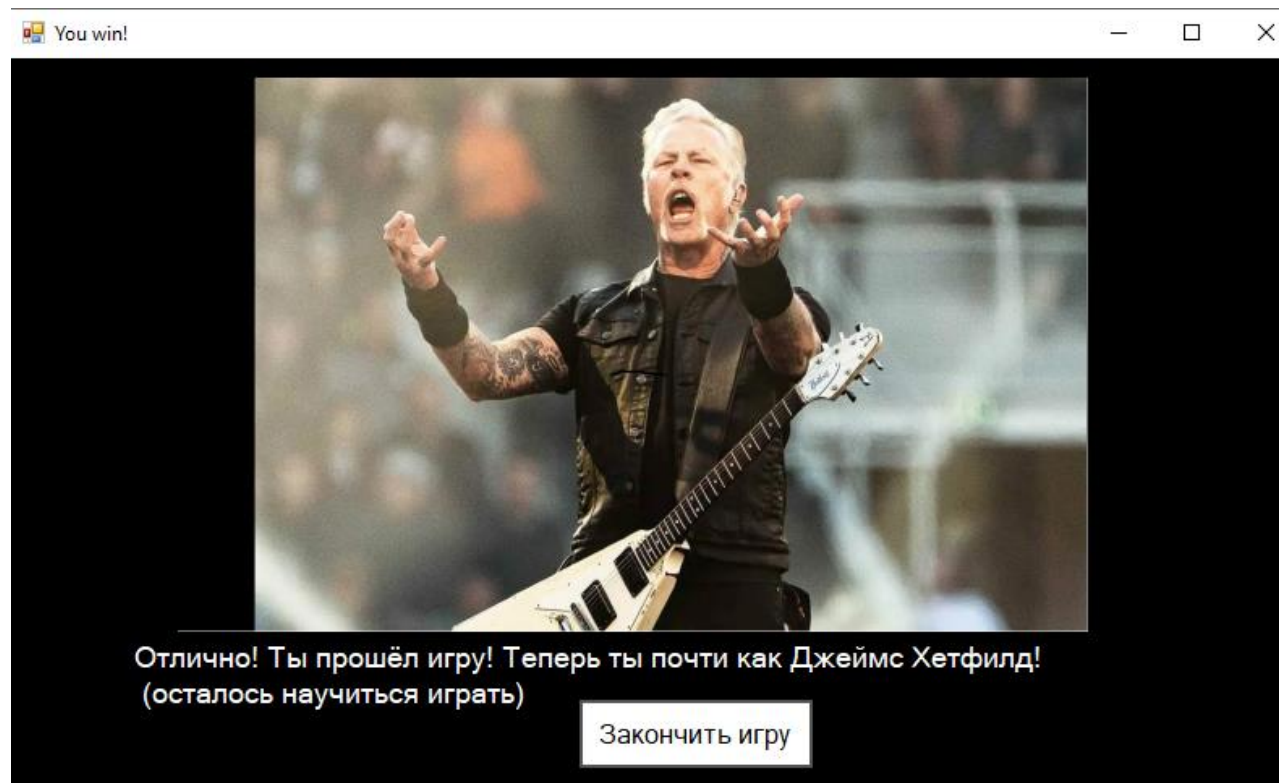 You win!
Отлично! Ты прошёл игру! Теперь ты почти как Джеймс Хетфилд!
(осталось научиться играть)
Закончить игру